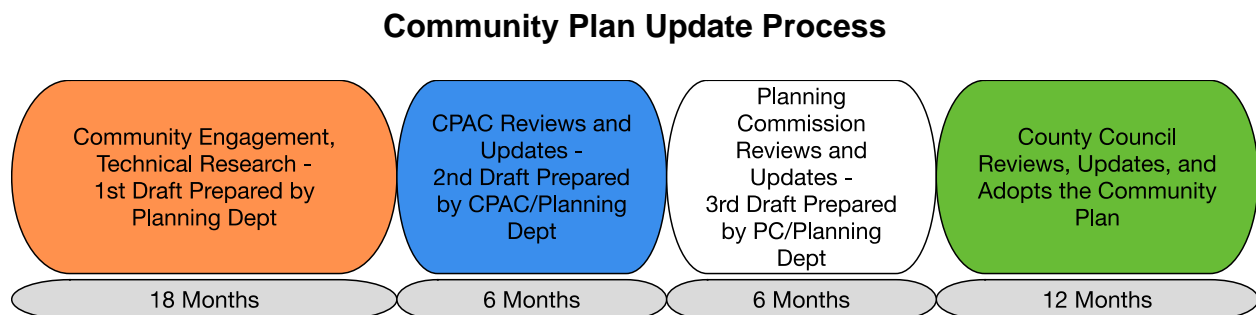 Community Plan Update Process
Community Engagement,
Technical Research -
1st Draft Prepared by
Planning Dept
CPAC Reviews and
Updates -
2nd Draft Prepared
by CPAC/Planning
Dept
Planning
Commission
Reviews and
Updates -
3rd Draft Prepared
by PC/Planning
Dept
County Council
Reviews, Updates, and
Adopts the Community
Plan
18 Months
6 Months
6 Months
12 Months